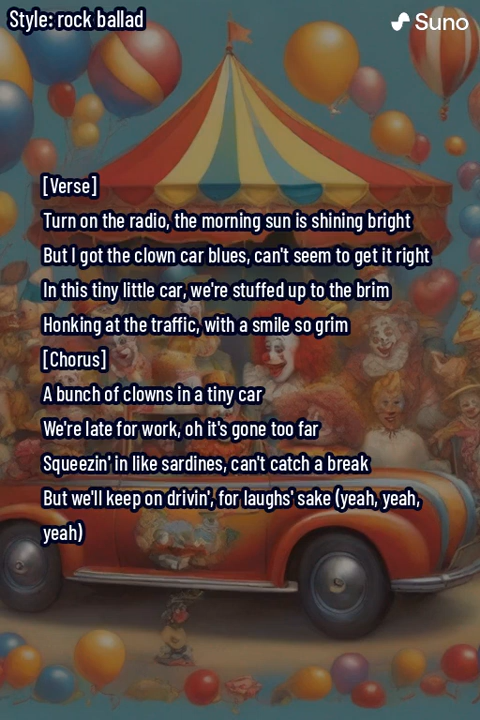 Style: rock ballad
Suno
[Verse]
Turn on the radio, the morning sun is shining bright
But I got the clown car blues, can't seem to get it right
In this tiny little car, we're stuffed up to the brim
Honking at the traffic, with a smile so grim
[Chorus]
A bunch of clowns in a tiny car
We're late for work, oh it's gone too far
Squeezin' in like sardines, can't catch a break
But we'll keep on drivin', for laughs' sake (yeah, yeah,
yeah)